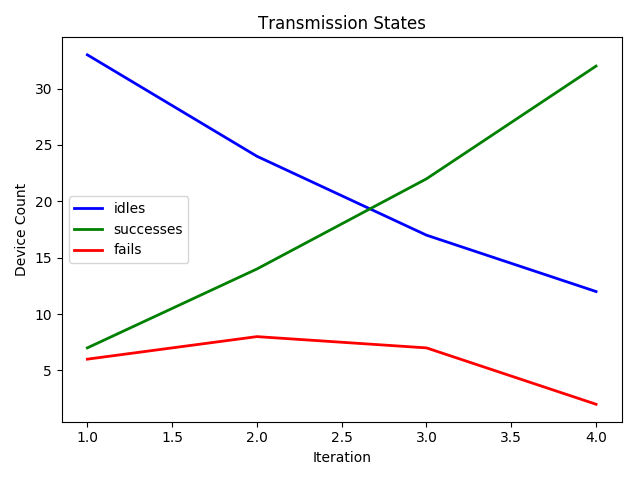 Transmission States
Device Count
30
25
20
15
10
5
idles
successes
fails
1.0 1.5 2.0 2.5 3.0 3.5 4.0
Iteration